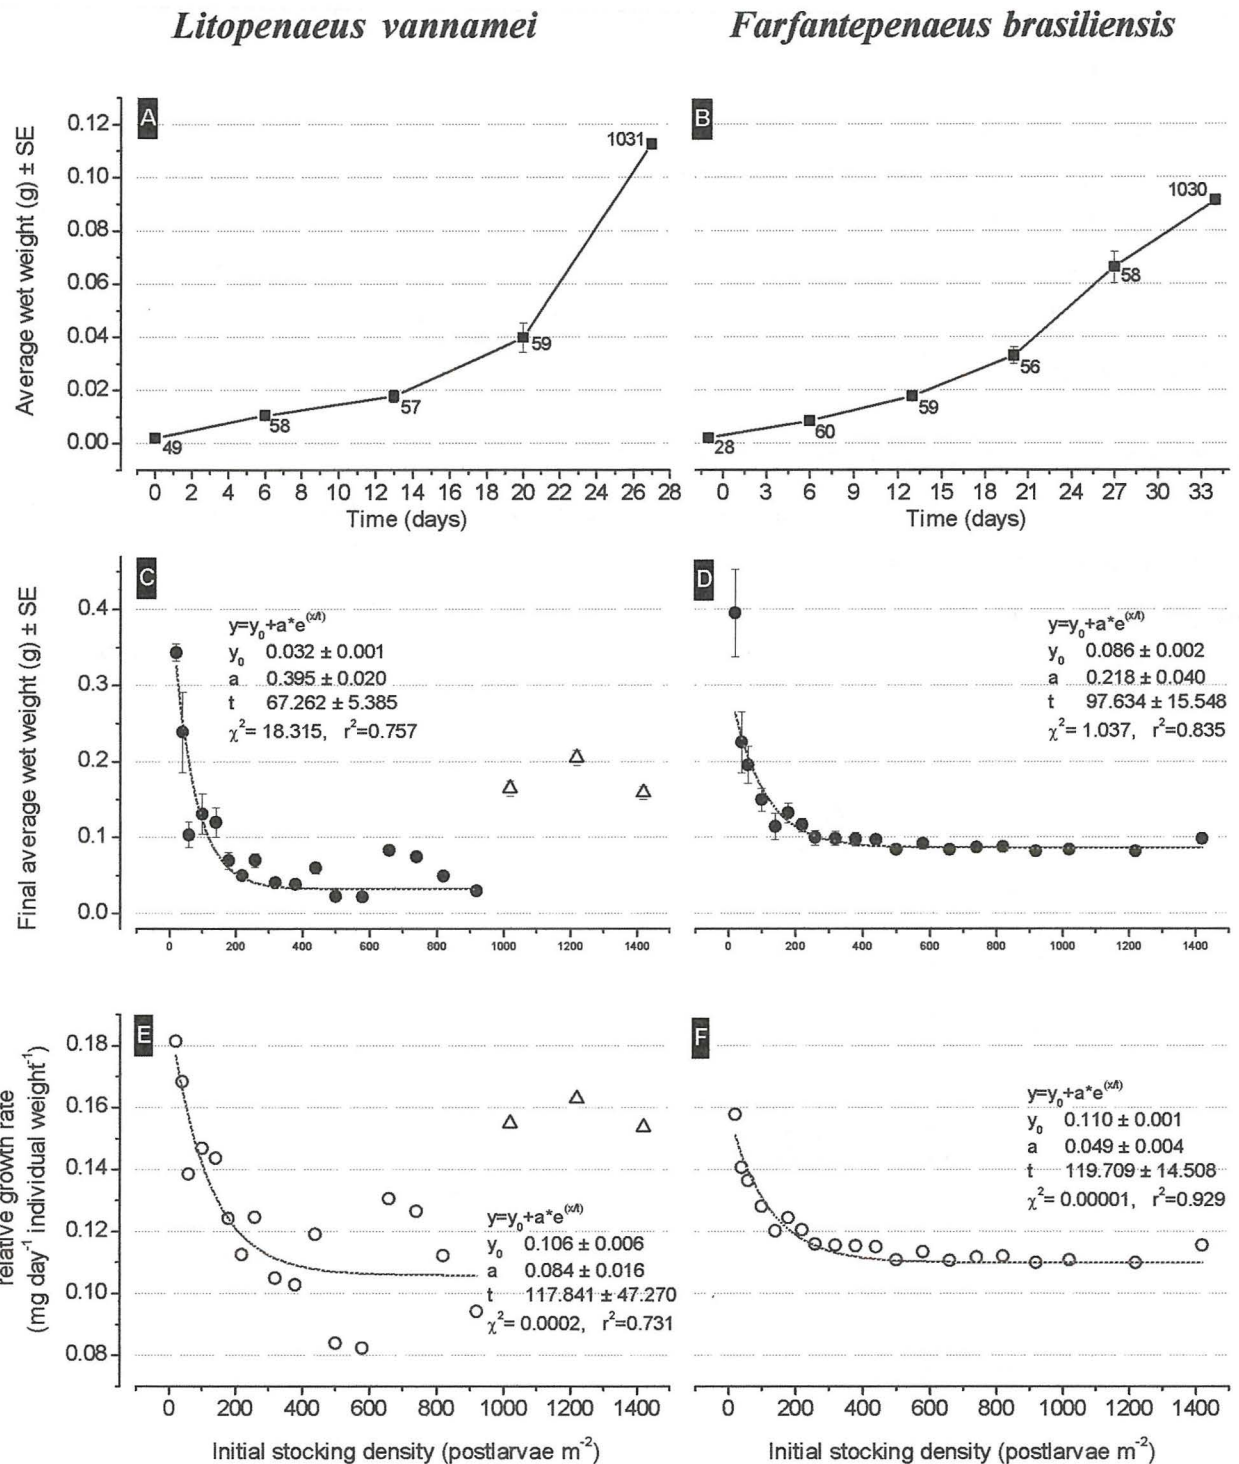 Litopenaeus vannamei
Farfantepenaeus brasiliensis
Average wet weight (g) ± SE
A
0.12
0.10
0.08
0.06
0.04
0.02
0.00
49
58
57
59
1031
0 2 4 6 8 10 12 14 16 18 20 22 24 26 28
Time (days)
B
28
60
59
56
58
1030
0 3 6 9 12 15 18 21 24 27 30 33
Time (days)
Final average wet weight (g) ± SE
C
0.4
0.3
0.2
0.1
0.0
y=y₀+a*e^(x/t)
y₀ 0.032 ± 0.001
a 0.395 ± 0.020
t 67.262 ± 5.385
χ²= 18.315, r²=0.757
0 200 400 600 800 1000 1200 1400
D
y=y₀+a*e^(x/t)
y₀ 0.086 ± 0.002
a 0.218 ± 0.040
t 97.634 ± 15.548
χ²= 1.037, r²=0.835
0 200 400 600 800 1000 1200 1400
relative growth rate
(mg day⁻¹ individual weight⁻¹)
E
0.18
0.16
0.14
0.12
0.10
0.08
y=y₀+a*e^(x/t)
y₀ 0.106 ± 0.006
a 0.084 ± 0.016
t 117.841 ± 47.270
χ²= 0.0002, r²=0.731
0 200 400 600 800 1000 1200 1400
Initial stocking density (postlarvae m⁻²)
F
y=y₀+a*e^(x/t)
y₀ 0.110 ± 0.001
a 0.049 ± 0.004
t 119.709 ± 14.508
χ²= 0.00001, r²=0.929
0 200 400 600 800 1000 1200 1400
Initial stocking density (postlarvae m⁻²)